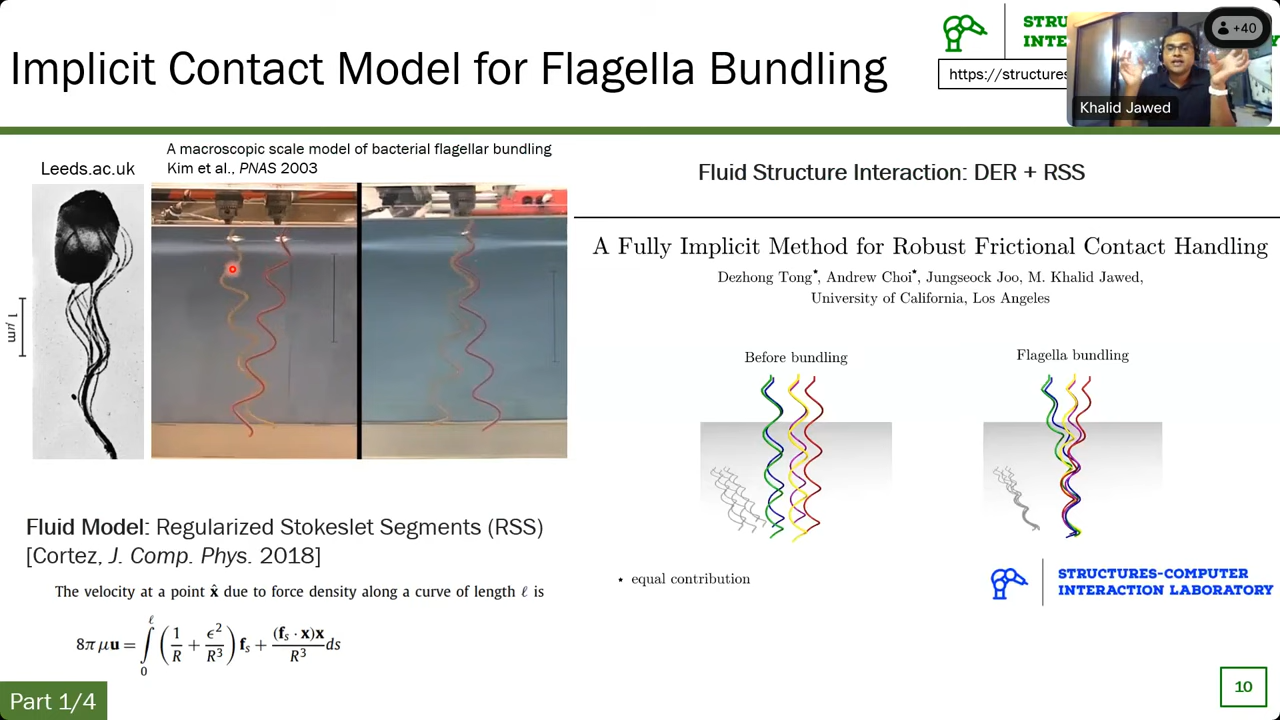 Implicit Contact Model for Flagella Bundling
STRU
INTE
Y
https://structures
+40
Khalid Jawed
Leeds.ac.uk
A macroscopic scale model of bacterial flagellar bundling
Kim et al., PNAS 2003
1 μm
Fluid Structure Interaction: DER + RSS
A Fully Implicit Method for Robust Frictional Contact Handling
Dezhong Tong⋆, Andrew Choi⋆, Jungseock Joo, M. Khalid Jawed,
University of California, Los Angeles
Before bundling
Flagella bundling
⋆ equal contribution
STRUCTURES-COMPUTER
INTERACTION LABORATORY
Fluid Model: Regularized Stokeslet Segments (RSS)
[Cortez, J. Comp. Phys. 2018]
The velocity at a point x̂ due to force density along a curve of length ℓ is
8πμu = ∫₀^ℓ (1/R + ϵ²/R³) fₛ + (fₛ · x)x/R³ ds
Part 1/4
10